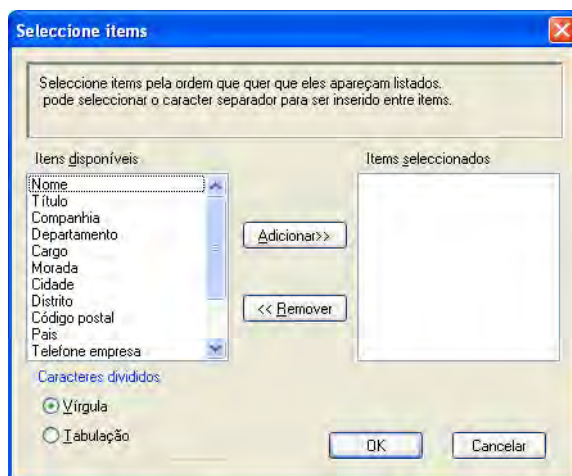 Seleccione items
Seleccione items pela ordem que quer que eles apareçam listados.
pode seleccionar o caracter separador para ser inserido entre items.
Itens disponíveis
Items seleccionados
Nome
Título
Companhia
Departamento
Cargo
Morada
Cidade
Distrito
Código postal
Pais
Telefone empresa
Adicionar>>
<< Remover
Caracteres divididos
Vírgula
Tabulação
OK
Cancelar